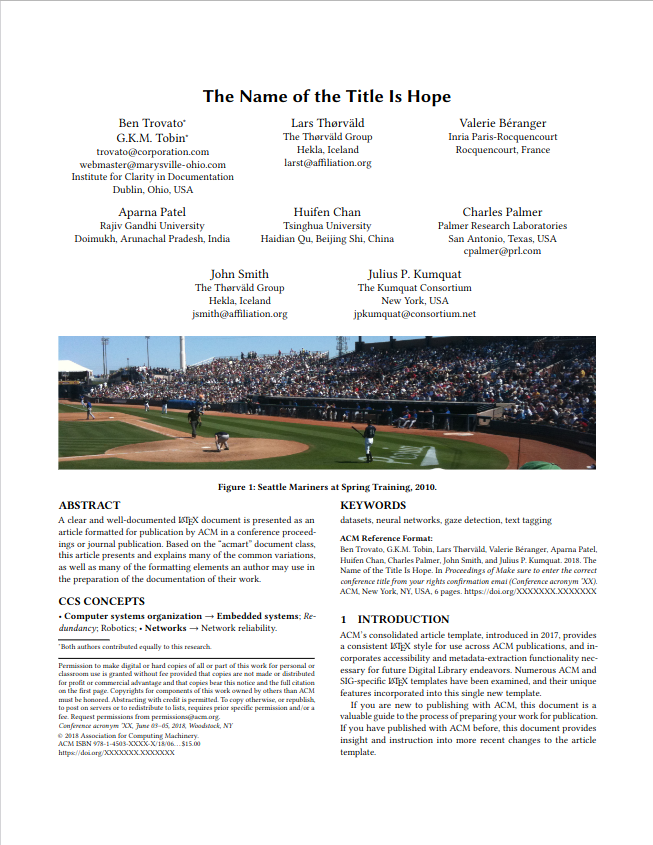 The Name of the Title Is Hope
Ben Trovato*
G.K.M. Tobin*
trovato@corporation.com
webmaster@marysville-ohio.com
Institute for Clarity in Documentation
Dublin, Ohio, USA
Lars Thørväld
The Thørväld Group
Hekla, Iceland
larst@affiliation.org
Valerie Béranger
Inria Paris-Rocquencourt
Rocquencourt, France
Aparna Patel
Rajiv Gandhi University
Doimukh, Arunachal Pradesh, India
Huifen Chan
Tsinghua University
Haidian Qu, Beijing Shi, China
Charles Palmer
Palmer Research Laboratories
San Antonio, Texas, USA
cpalmer@prl.com
John Smith
The Thørväld Group
Hekla, Iceland
jsmith@affiliation.org
Julius P. Kumquat
The Kumquat Consortium
New York, USA
jpkumquat@consortium.net
Figure 1: Seattle Mariners at Spring Training, 2010.
ABSTRACT
A clear and well-documented LATEX document is presented as an
article formatted for publication by ACM in a conference proceed-
ings or journal publication. Based on the "acmart" document class,
this article presents and explains many of the common variations,
as well as many of the formatting elements an author may use in
the preparation of the documentation of their work.
CCS CONCEPTS
• Computer systems organization → Embedded systems; Re-
dundancy; Robotics; • Networks → Network reliability.
*Both authors contributed equally to this research.
Permission to make digital or hard copies of all or part of this work for personal or
classroom use is granted without fee provided that copies are not made or distributed
for profit or commercial advantage and that copies bear this notice and the full citation
on the first page. Copyrights for components of this work owned by others than ACM
must be honored. Abstracting with credit is permitted. To copy otherwise, or republish,
to post on servers or to redistribute to lists, requires prior specific permission and/or a
fee. Request permissions from permissions@acm.org.
Conference acronym 'XX, June 03–05, 2018, Woodstock, NY
© 2018 Association for Computing Machinery.
ACM ISBN 978-1-4503-XXXX-X/18/06...$15.00
https://doi.org/XXXXXXX.XXXXXXX
KEYWORDS
datasets, neural networks, gaze detection, text tagging
ACM Reference Format:
Ben Trovato, G.K.M. Tobin, Lars Thørväld, Valerie Béranger, Aparna Patel,
Huifen Chan, Charles Palmer, John Smith, and Julius P. Kumquat. 2018. The
Name of the Title Is Hope. In Proceedings of Make sure to enter the correct
conference title from your rights confirmation emai (Conference acronym 'XX).
ACM, New York, NY, USA, 6 pages. https://doi.org/XXXXXXX.XXXXXXX
1 INTRODUCTION
ACM's consolidated article template, introduced in 2017, provides
a consistent LATEX style for use across ACM publications, and in-
corporates accessibility and metadata-extraction functionality nec-
essary for future Digital Library endeavors. Numerous ACM and
SIG-specific LATEX templates have been examined, and their unique
features incorporated into this single new template.
If you are new to publishing with ACM, this document is a
valuable guide to the process of preparing your work for publication.
If you have published with ACM before, this document provides
insight and instruction into more recent changes to the article
template.